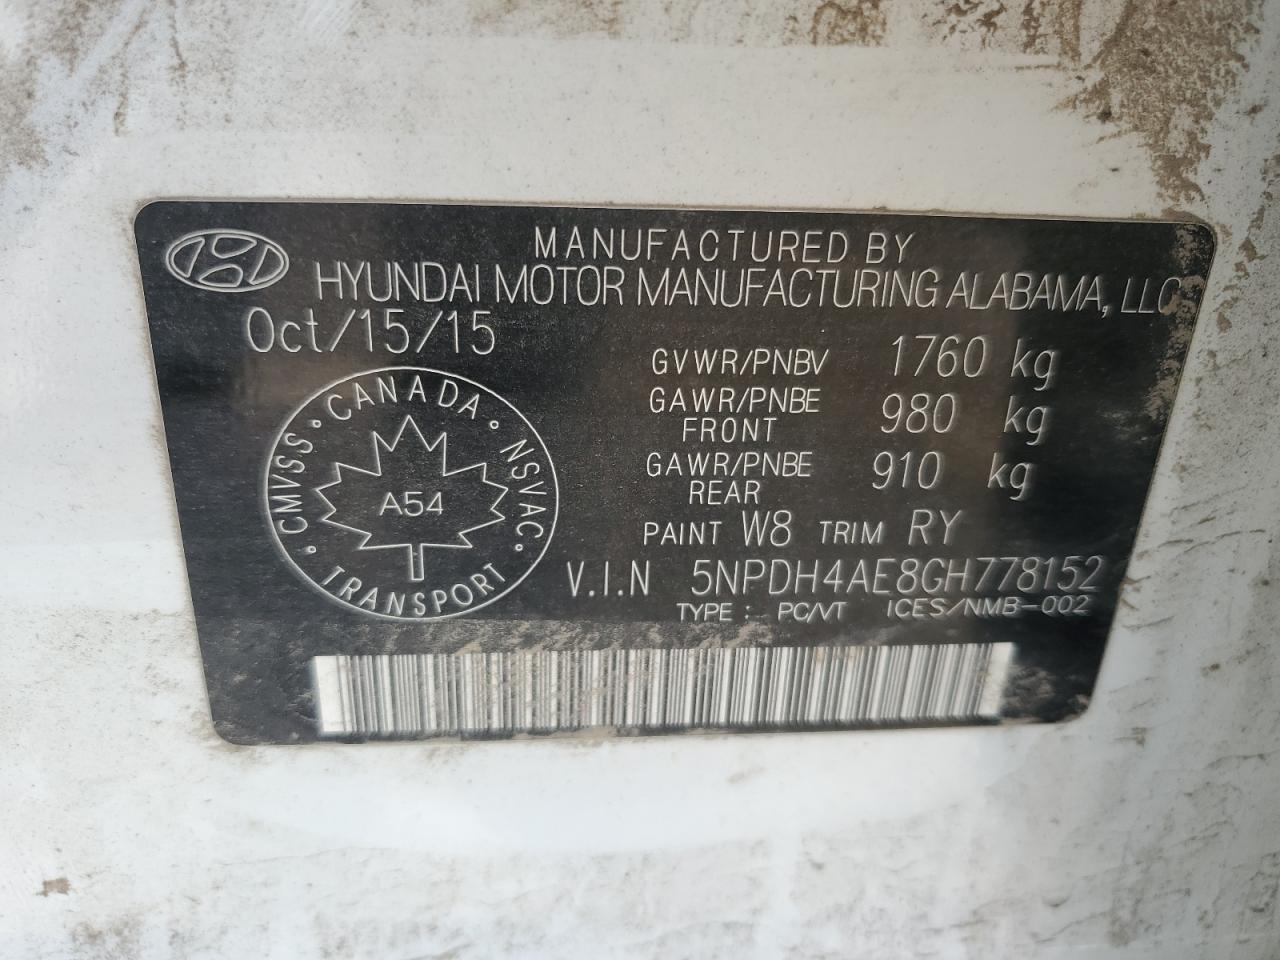 MANUFACTURED BY
HYUNDAI MOTOR MANUFACTURING ALABAMA, LLC
Oct/15/15
GVWR/PNBV 1760 kg
GAWR/PNBE FRONT 980 kg
GAWR/PNBE REAR 910 kg
PAINT W8 TRIM RY
V.I.N 5NPDH4AE8GH778152
TYPE : PC/VT ICES/NMB-002
CANADA • NSVAC • TRANSPORT • CMVSS •
A54